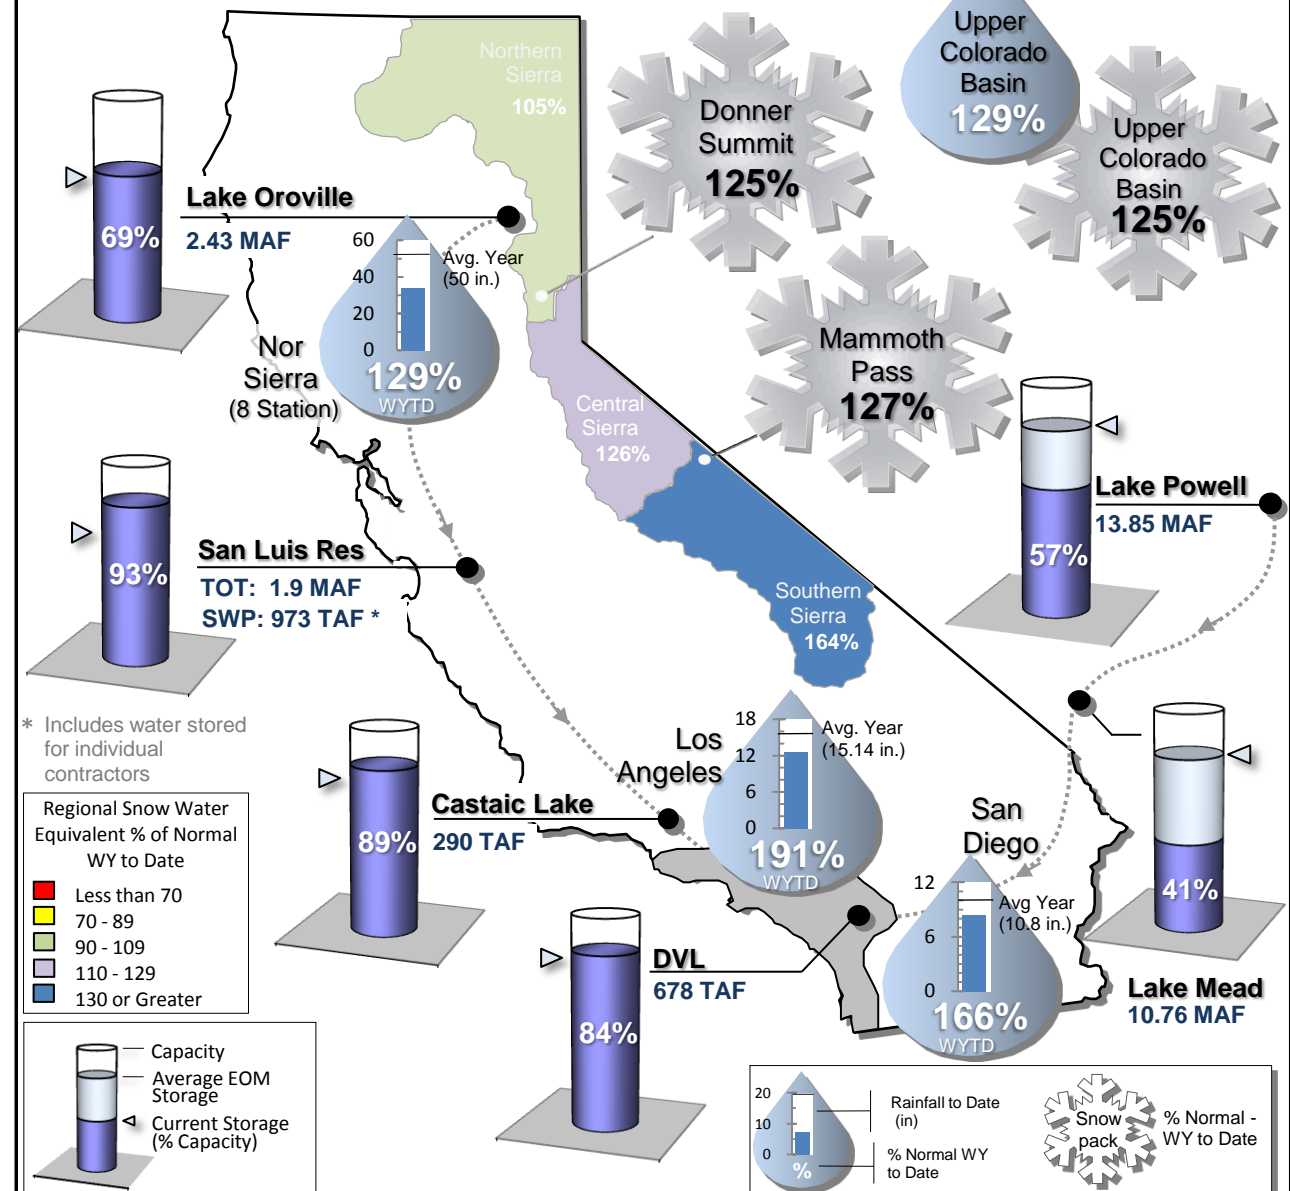 Northern
Sierra
105%
Donner
Summit
125%
Upper
Colorado
Basin
129%
Upper
Colorado
Basin
125%
69%
Lake Oroville
2.43 MAF
60
40
20
0
Avg. Year
(50 in.)
129%
WYTD
Nor
Sierra
(8 Station)
Mammoth
Pass
127%
Central
Sierra
126%
57%
Lake Powell
13.85 MAF
93%
San Luis Res
TOT: 1.9 MAF
SWP: 973 TAF *
Southern
Sierra
164%
* Includes water stored
for individual
contractors
Los
Angeles
18
12
6
0
Avg. Year
(15.14 in.)
191%
WYTD
89%
Castaic Lake
290 TAF
San
Diego
12
6
0
Avg Year
(10.8 in.)
166%
WYTD
41%
Lake Mead
10.76 MAF
84%
DVL
678 TAF
Regional Snow Water
Equivalent % of Normal
WY to Date
Less than 70
70 - 89
90 - 109
110 - 129
130 or Greater
Capacity
Average EOM
Storage
Current Storage
(% Capacity)
20
10
0
%
Rainfall to Date
(in)
% Normal WY
to Date
Snow
pack
% Normal -
WY to Date